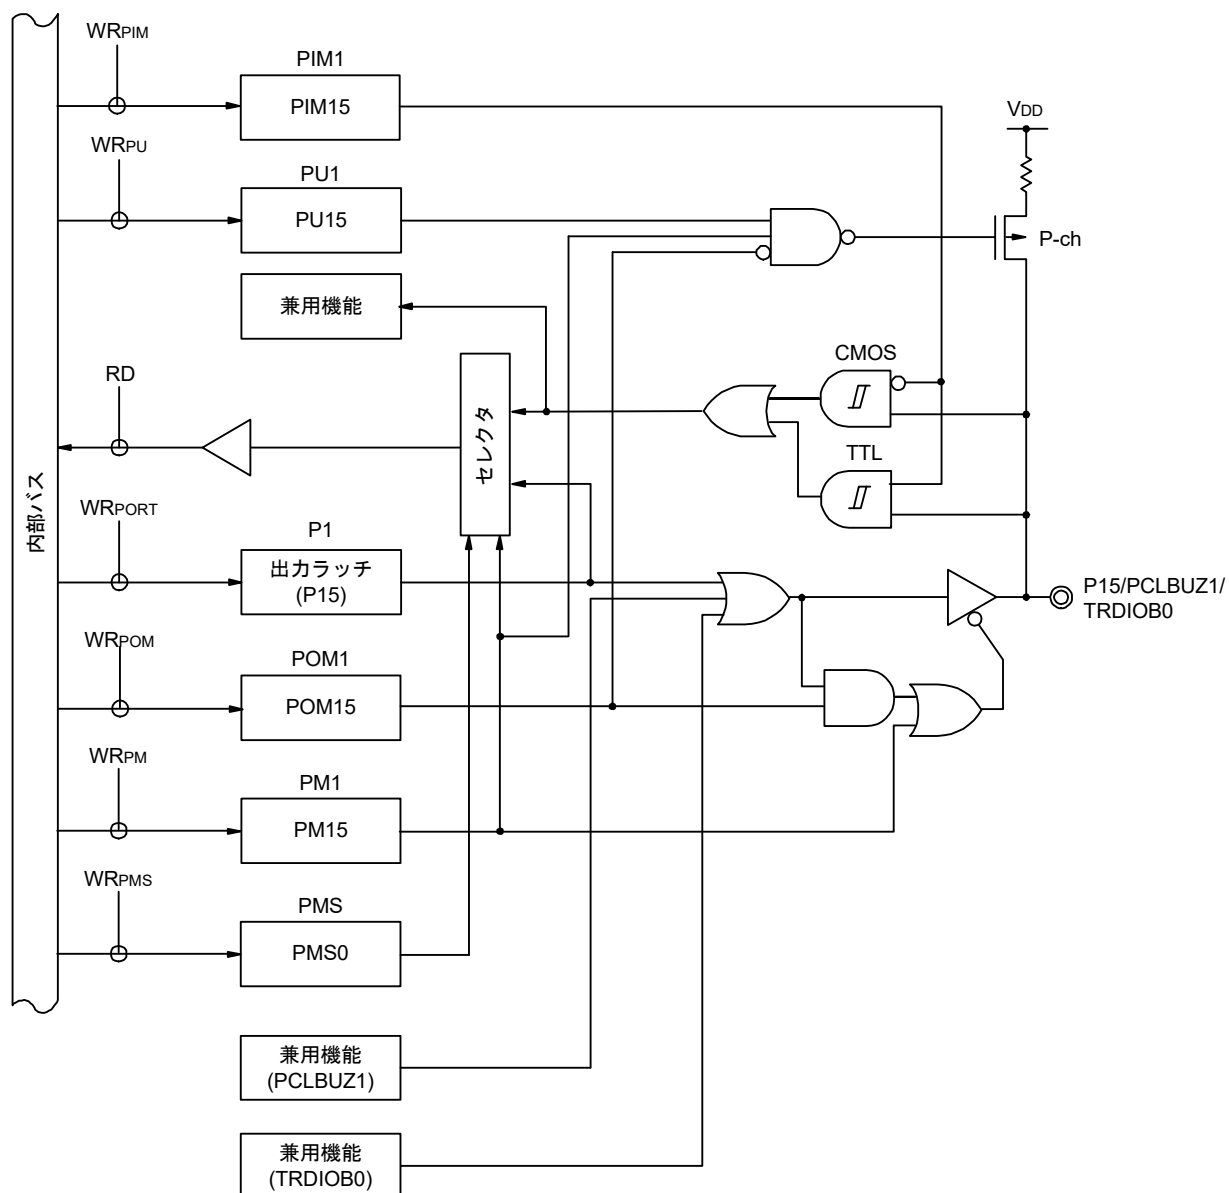 WRPIM
PIM1
PIM15
VDD
WRPU
PU1
PU15
P-ch
兼用機能
CMOS
RD
セレクタ
TTL
内部バス
WRPORT
P1
出力ラッチ
(P15)
P15/PCLBUZ1/
TRDIOB0
WRPOM
POM1
POM15
WRPM
PM1
PM15
WRPMS
PMS
PMS0
兼用機能
(PCLBUZ1)
兼用機能
(TRDIOB0)